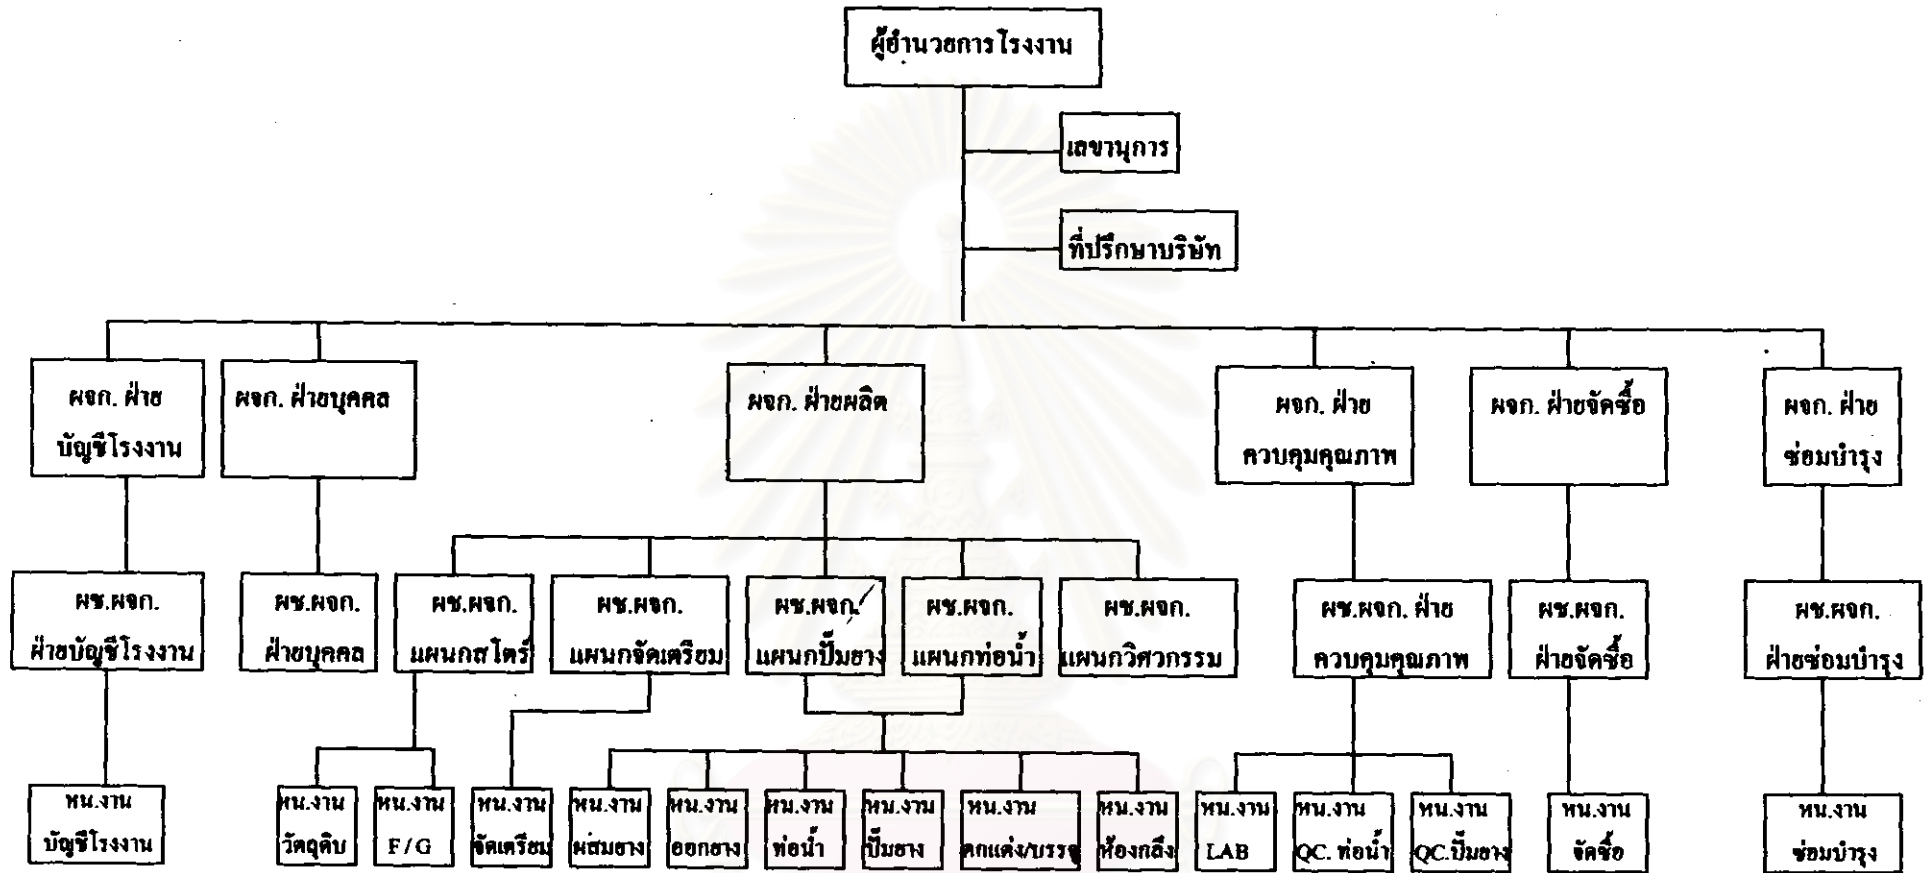 ผู้อำนวยการโรงงาน
เลขานุการ
ที่ปรึกษาบริษัท
ผจก. ฝ่าย
บัญชีโรงงาน
ผจก. ฝ่ายบุคคล
ผจก. ฝ่ายผลิต
ผจก. ฝ่าย
ควบคุมคุณภาพ
ผจก. ฝ่ายจัดซื้อ
ผจก. ฝ่าย
ซ่อมบำรุง
ผช.ผจก.
ฝ่ายบัญชีโรงงาน
ผช.ผจก.
ฝ่ายบุคคล
ผช.ผจก.
แผนกสโตร์
ผช.ผจก.
แผนกจัดเตรียม
ผช.ผจก.
แผนกปั๊มยาง
ผช.ผจก.
แผนกท่อน้ำ
ผช.ผจก.
แผนกวิศวกรรม
ผช.ผจก. ฝ่าย
ควบคุมคุณภาพ
ผช.ผจก.
ฝ่ายจัดซื้อ
ผช.ผจก.
ฝ่ายซ่อมบำรุง
หน.งาน
บัญชีโรงงาน
หน.งาน
วัตถุดิบ
หน.งาน
F/G
หน.งาน
จัดเตรียม
หน.งาน
ผสมยาง
หน.งาน
ออกยาง
หน.งาน
ท่อน้ำ
หน.งาน
ปั๊มยาง
หน.งาน
ตกแต่ง/บรรจุ
หน.งาน
ห้องกลึง
หน.งาน
LAB
หน.งาน
QC. ท่อน้ำ
หน.งาน
QC.ปั๊มยาง
หน.งาน
จัดซื้อ
หน.งาน
ซ่อมบำรุง